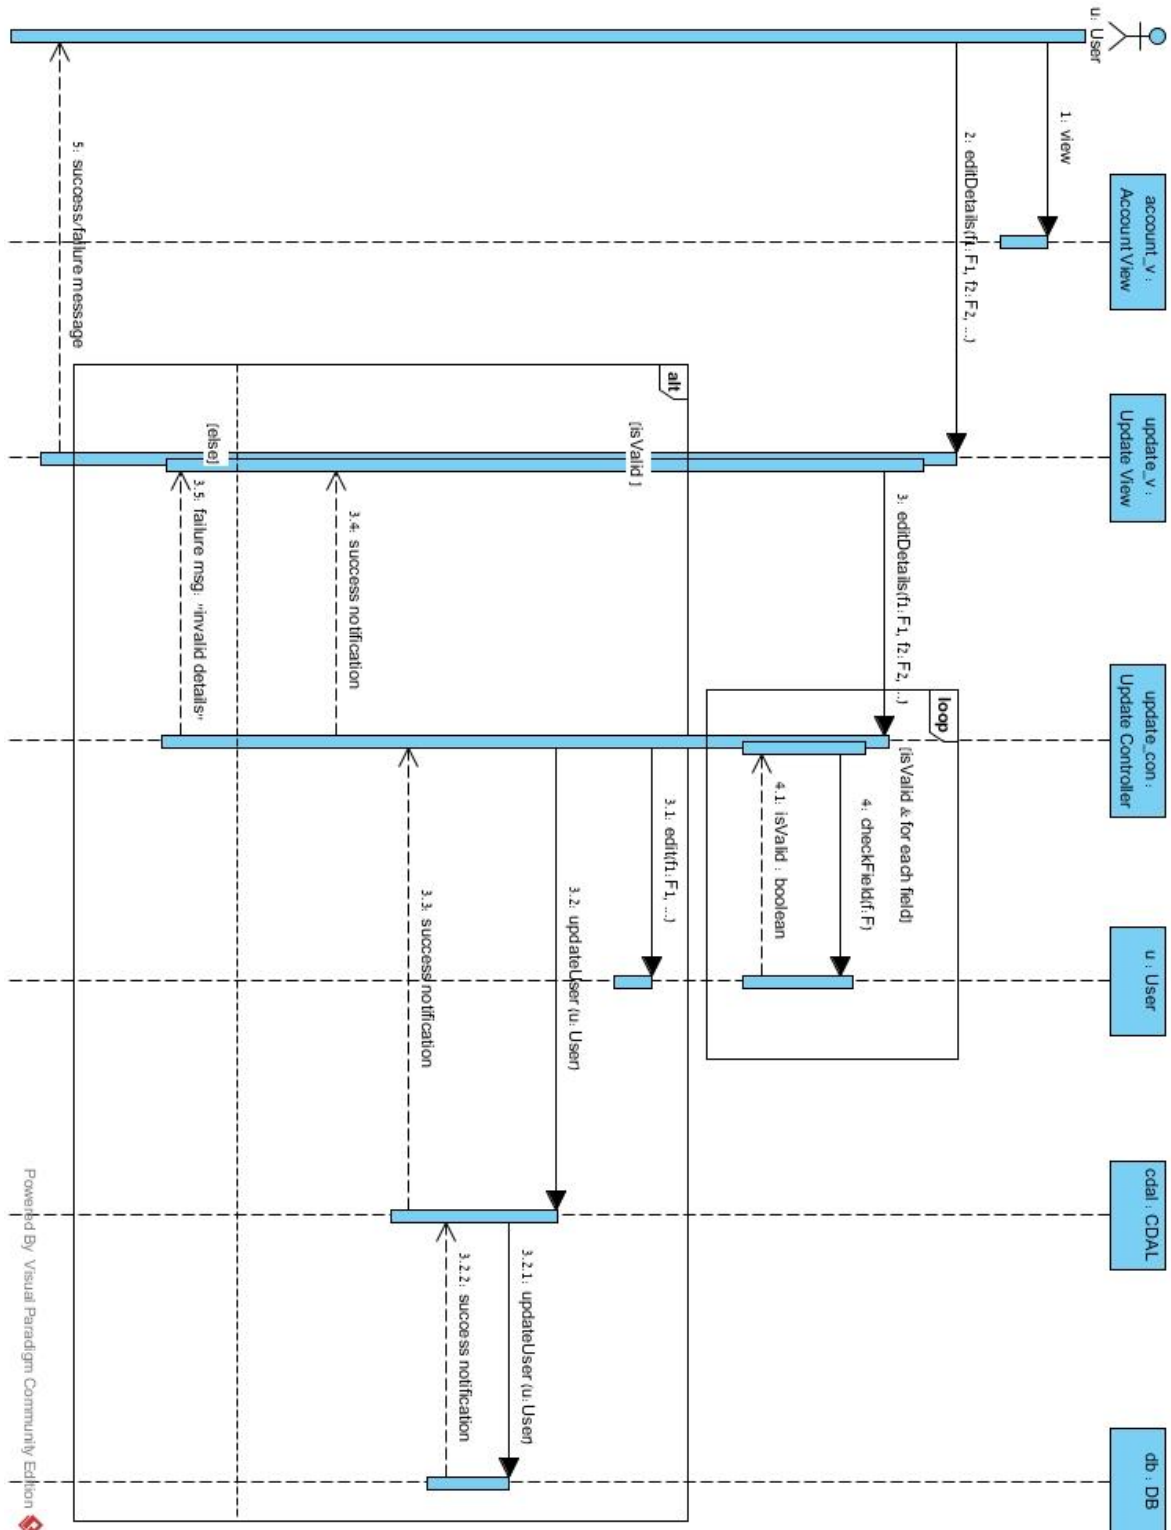 u: User
account_v :
Account View
update_v :
Update View
update_con :
Update Controller
u : User
cdal : CDAL
db : DB
1: view
2: editDetails(f1:F1, f2:F2, ...)
3: editDetails(f1:F1, f2:F2, ...)
loop
[isValid & for each field]
4: checkField(f:F)
4.1: isValid : boolean
alt
[isValid ]
3.1: edit(f1:F1, ...)
3.2: updateUser (u: User)
3.2.1: updateUser (u: User)
3.2.2: success notification
3.3: success notification
3.4: success notification
[else]
3.5: failure msg: "invalid details"
5: success/failure message
Powered By Visual Paradigm Community Edition